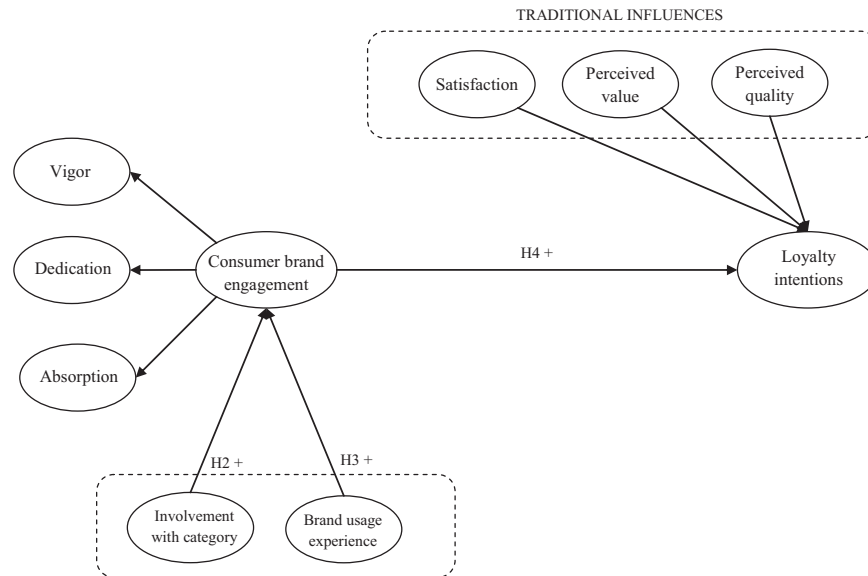 TRADITIONAL INFLUENCES
Satisfaction
Perceived
value
Perceived
quality
Vigor
Dedication
Consumer brand
engagement
H4 +
Loyalty
intentions
Absorption
H2 +
H3 +
Involvement
with category
Brand usage
experience